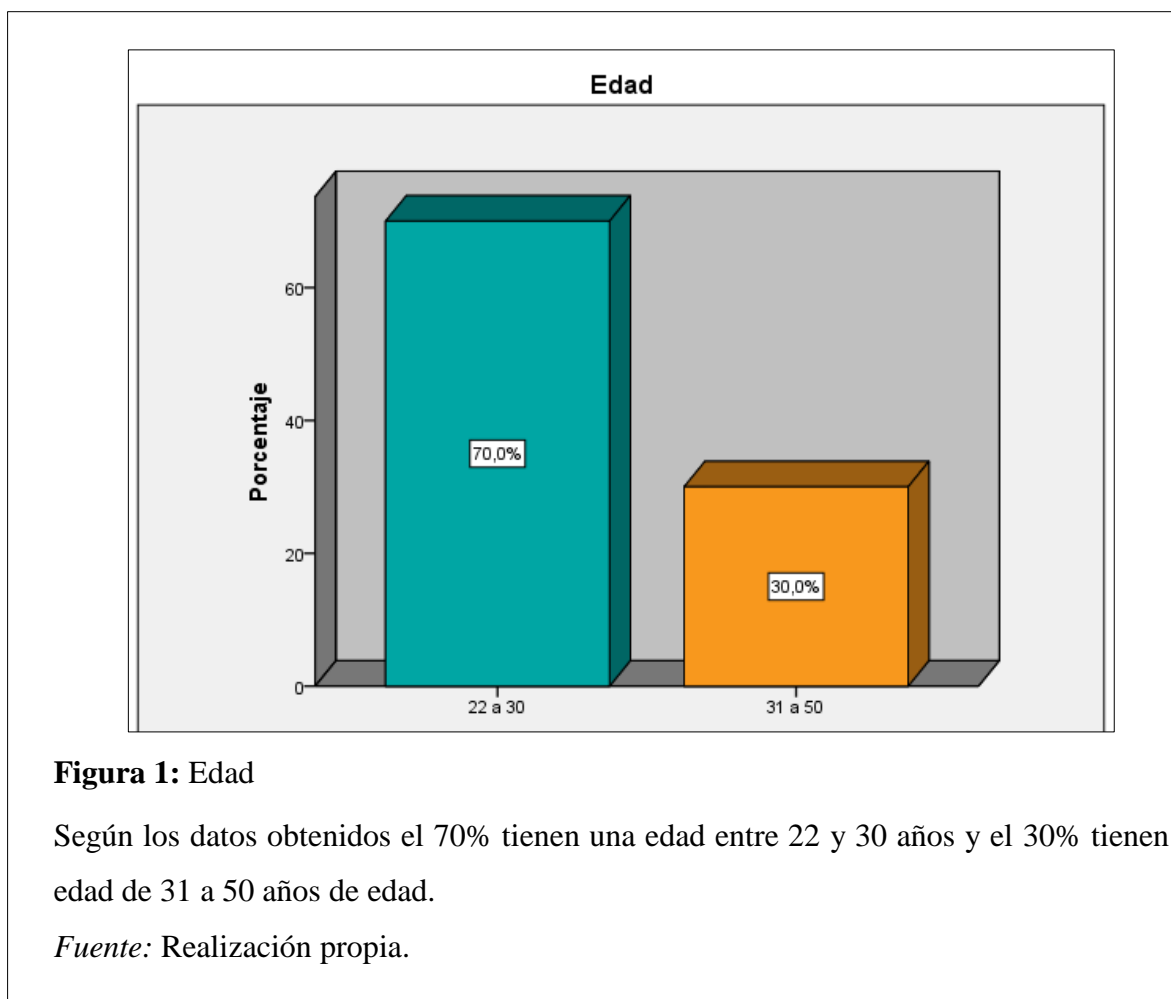 Edad
60
40
20
0
Porcentaje
70,0%
30,0%
22 a 30
31 a 50
Figura 1: Edad
Según los datos obtenidos el 70% tienen una edad entre 22 y 30 años y el 30% tienen
edad de 31 a 50 años de edad.
Fuente: Realización propia.